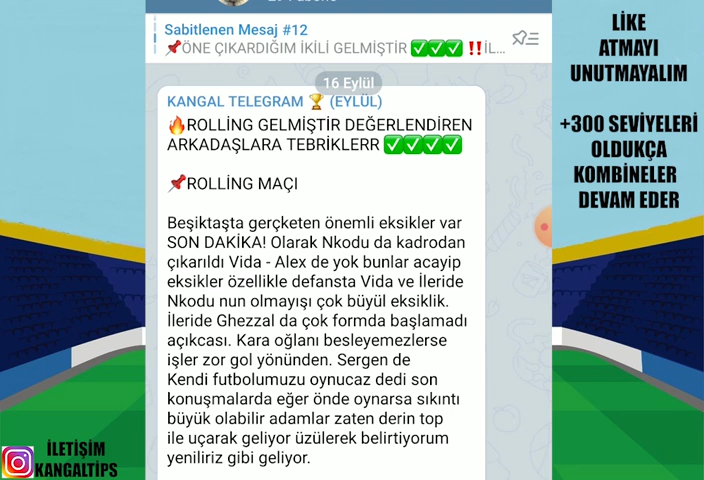 Sabitlenen Mesaj #12
📌ÖNE ÇIKARDIĞIM İKİLİ GELMİŞTİR ✅✅✅ ‼️İL...
16 Eylül
KANGAL TELEGRAM 🏆 (EYLÜL)
🔥ROLLİNG GELMİŞTİR DEĞERLENDİREN
ARKADAŞLARA TEBRİKLERR ✅✅✅✅
📌ROLLİNG MAÇI
Beşiktaşta gerçketen önemli eksikler var
SON DAKİKA! Olarak Nkodu da kadrodan
çıkarıldı Vida - Alex de yok bunlar acayip
eksikler özellikle defansta Vida ve İleride
Nkodu nun olmayışı çok büyül eksiklik.
İleride Ghezzal da çok formda başlamadı
açıkcası. Kara oğlanı besleyemezlerse
işler zor gol yönünden. Sergen de
Kendi futbolumuzu oynucaz dedi son
konuşmalarda eğer önde oynarsa sıkıntı
büyük olabilir adamlar zaten derin top
ile uçarak geliyor üzülerek belirtiyorum
yeniliriz gibi geliyor.
LİKE
ATMAYI
UNUTMAYALIM
+300 SEVİYELERİ
OLDUKÇA
KOMBİNELER
DEVAM EDER
İLETİŞİM
KANGALTİPS